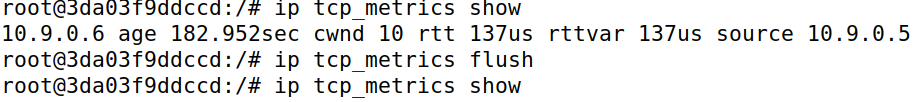 root@3da03f9ddccd:/# ip tcp_metrics show
10.9.0.6 age 182.952sec cwnd 10 rtt 137us rttvar 137us source 10.9.0.5
root@3da03f9ddccd:/# ip tcp_metrics flush
root@3da03f9ddccd:/# ip tcp_metrics show